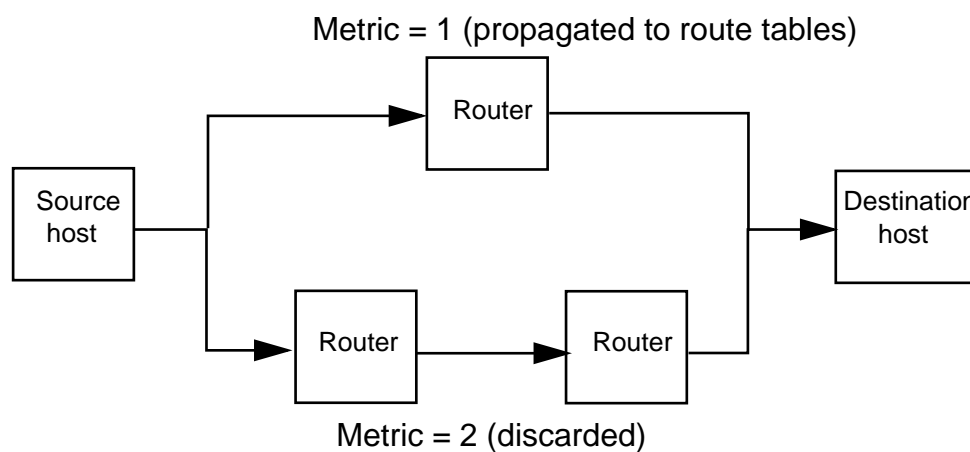 Metric = 1 (propagated to route tables)
Router
Source
host
Destination
host
Router
Router
Metric = 2 (discarded)